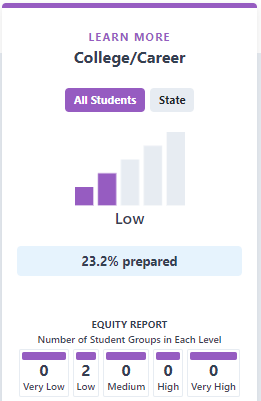 LEARN MORE
College/Career
All Students State
Low
23.2% prepared
EQUITY REPORT
Number of Student Groups in Each Level
0 2 0 0 0
Very Low Low Medium High Very High